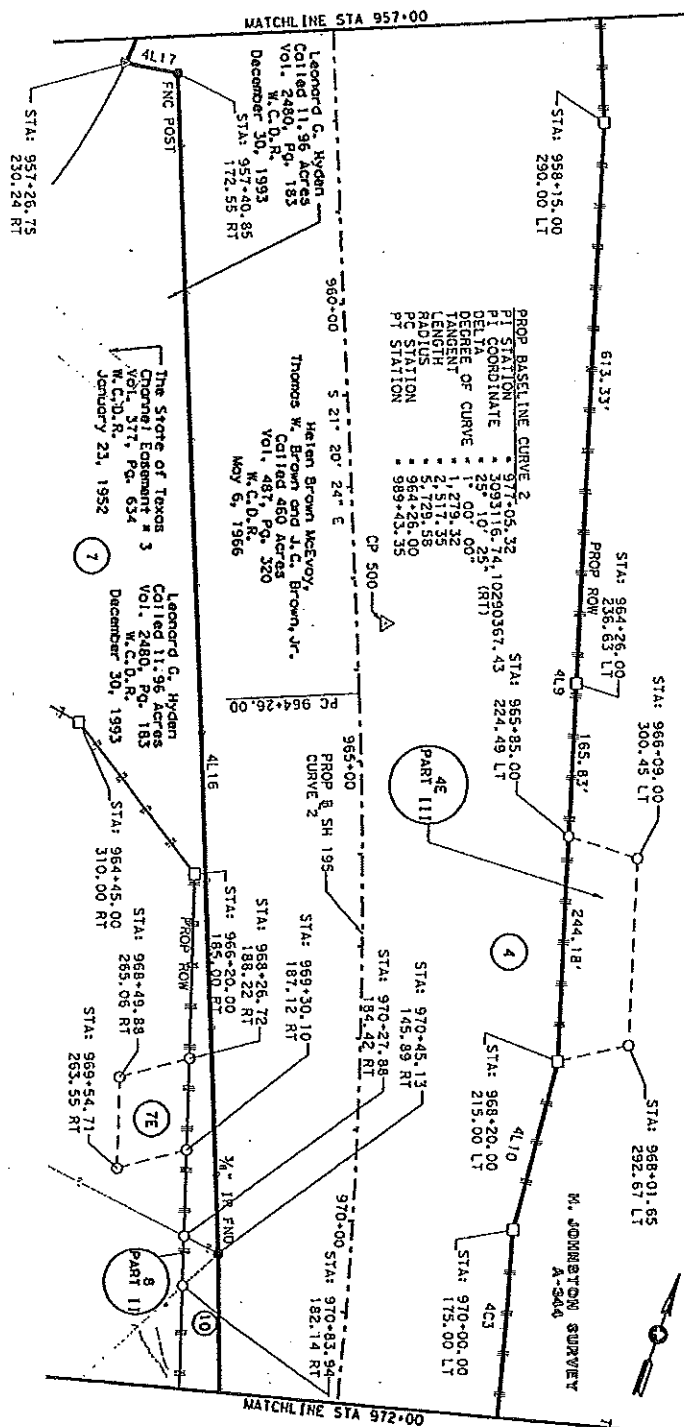 MATCHLINE STA 957+00
STA: 958+15.00
290.00 LT
613.33'
PROP ROW
STA: 964+26.00
236.63 LT
4L9
165.83'
STA: 965+85.00
224.49 LT
STA: 966+09.00
300.45 LT
4E
PART III
244.18'
4
STA: 968+01.65
292.67 LT
STA: 968+20.00
215.00 LT
4L10
M. JOHNSTON SURVEY
A-344
STA: 970+00.00
175.00 LT
4C3
PROP BASELINE CURVE 2
PI STATION = 977+05.32
PI COORDINATE = 3093116.74, 10290367.43
DELTA = 25° 10' 25" (RT)
DEGREE OF CURVE = 1° 00' 00"
TANGENT = 1,279.32
LENGTH = 2,517.35
RADIUS = 5,729.58
PC STATION = 964+26.00
PT STATION = 989+43.35
CP 500
960+00
S 21° 20' 24" E
PC 964+26.00
965+00
PROP ⅊ SH 195
CURVE 2
970+00
Helen Brown McEvoy,
Thomas W. Brown and J.C. Brown, Jr.
Called 460 Acres
Vol. 487, Pg. 320
W.C.D.R.
May 6, 1966
Leonard G. Hyden
Called 11.96 Acres
Vol. 2480, Pg. 183
W.C.D.R.
December 30, 1993
4L17
FNC POST
STA: 957+40.85
172.55 RT
STA: 957+26.75
230.24 RT
The State of Texas
Channel Easement # 3
Vol. 377, Pg. 634
W.C.D.R.
January 23, 1952
7
Leonard G. Hyden
Called 11.96 Acres
Vol. 2480, Pg. 183
W.C.D.R.
December 30, 1993
4L16
STA: 964+45.00
310.00 RT
STA: 966+20.00
185.00 RT
PROP ROW
STA: 968+26.72
188.22 RT
STA: 968+49.88
265.06 RT
STA: 969+30.10
187.12 RT
STA: 969+54.71
263.55 RT
7E
STA: 970+27.88
184.42 RT
STA: 970+45.13
145.89 RT
3/8" IR FND
8
PART II
10
STA: 970+83.94
182.14 RT
MATCHLINE STA 972+00